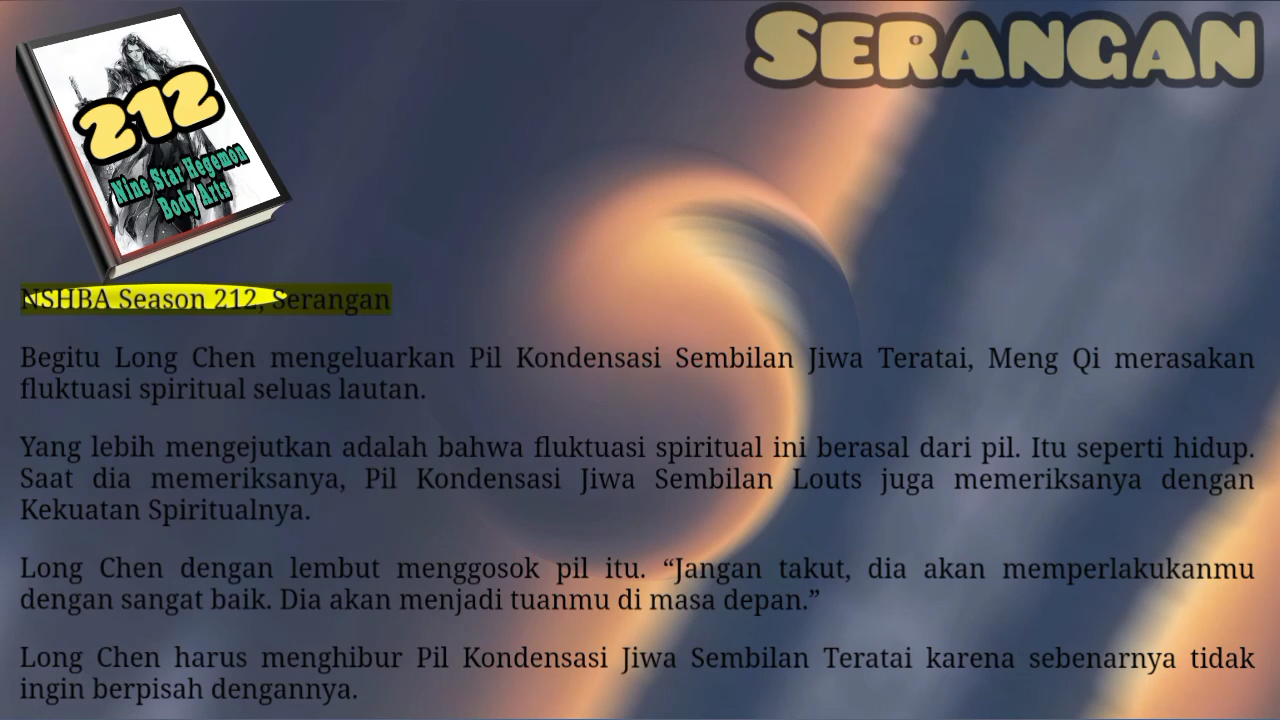 SERANGAN
212
Nine Star Hegemon
Body Arts
NSHBA Season 212, Serangan
Begitu Long Chen mengeluarkan Pil Kondensasi Sembilan Jiwa Teratai, Meng Qi merasakan
fluktuasi spiritual seluas lautan.
Yang lebih mengejutkan adalah bahwa fluktuasi spiritual ini berasal dari pil. Itu seperti hidup.
Saat dia memeriksanya, Pil Kondensasi Jiwa Sembilan Louts juga memeriksanya dengan
Kekuatan Spiritualnya.
Long Chen dengan lembut menggosok pil itu. “Jangan takut, dia akan memperlakukanmu
dengan sangat baik. Dia akan menjadi tuanmu di masa depan.”
Long Chen harus menghibur Pil Kondensasi Jiwa Sembilan Teratai karena sebenarnya tidak
ingin berpisah dengannya.